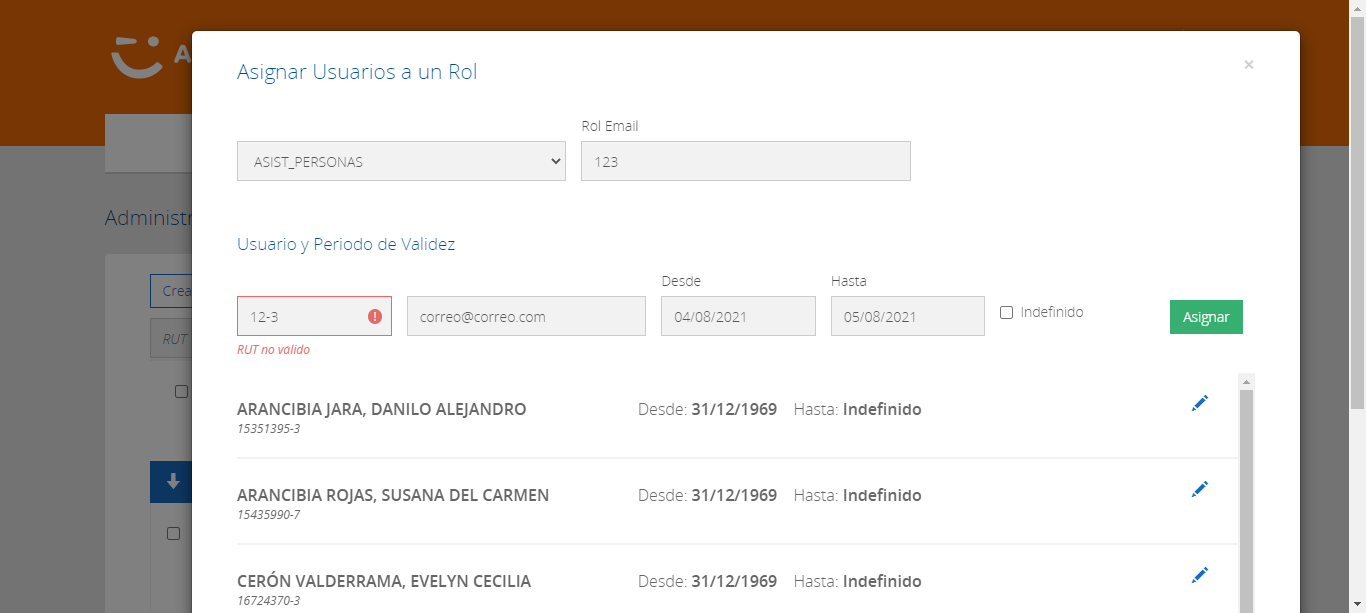 A
Asignar Usuarios a un Rol
×
Rol Email
ASIST_PERSONAS
123
Administr
Usuario y Periodo de Validez
Desde
Hasta
Crea
12-3
correo@correo.com
04/08/2021
05/08/2021
Indefinido
Asignar
RUT
RUT no válido
ARANCIBIA JARA, DANILO ALEJANDRO
Desde: 31/12/1969 Hasta: Indefinido
15351395-3
ARANCIBIA ROJAS, SUSANA DEL CARMEN
Desde: 31/12/1969 Hasta: Indefinido
15435990-7
CERÓN VALDERRAMA, EVELYN CECILIA
Desde: 31/12/1969 Hasta: Indefinido
16724370-3